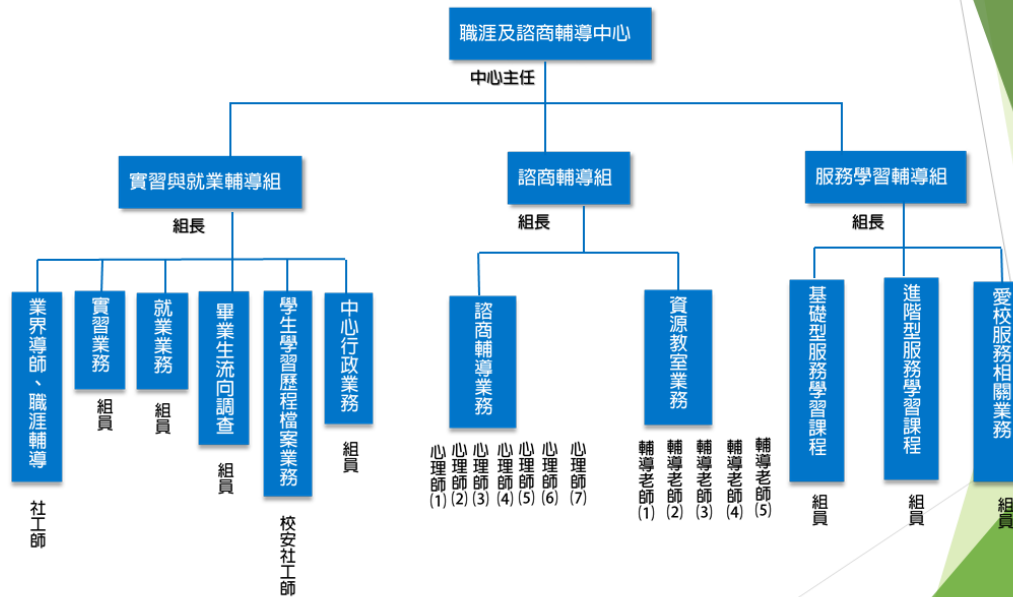 職涯及諮商輔導中心
中心主任
實習與就業輔導組
組長
諮商輔導組
組長
服務學習輔導組
組長
業界導師、職涯輔導
社工師
實習業務
組員
就業業務
組員
畢業生流向調查
組員
學生學習歷程檔案業務
校安社工師
中心行政業務
組員
諮商輔導業務
心理師(1)
心理師(2)
心理師(3)
心理師(4)
心理師(5)
心理師(6)
心理師(7)
資源教室業務
輔導老師(1)
輔導老師(2)
輔導老師(3)
輔導老師(4)
輔導老師(5)
基礎型服務學習課程
組員
進階型服務學習課程
組員
愛校服務相關業務
組員